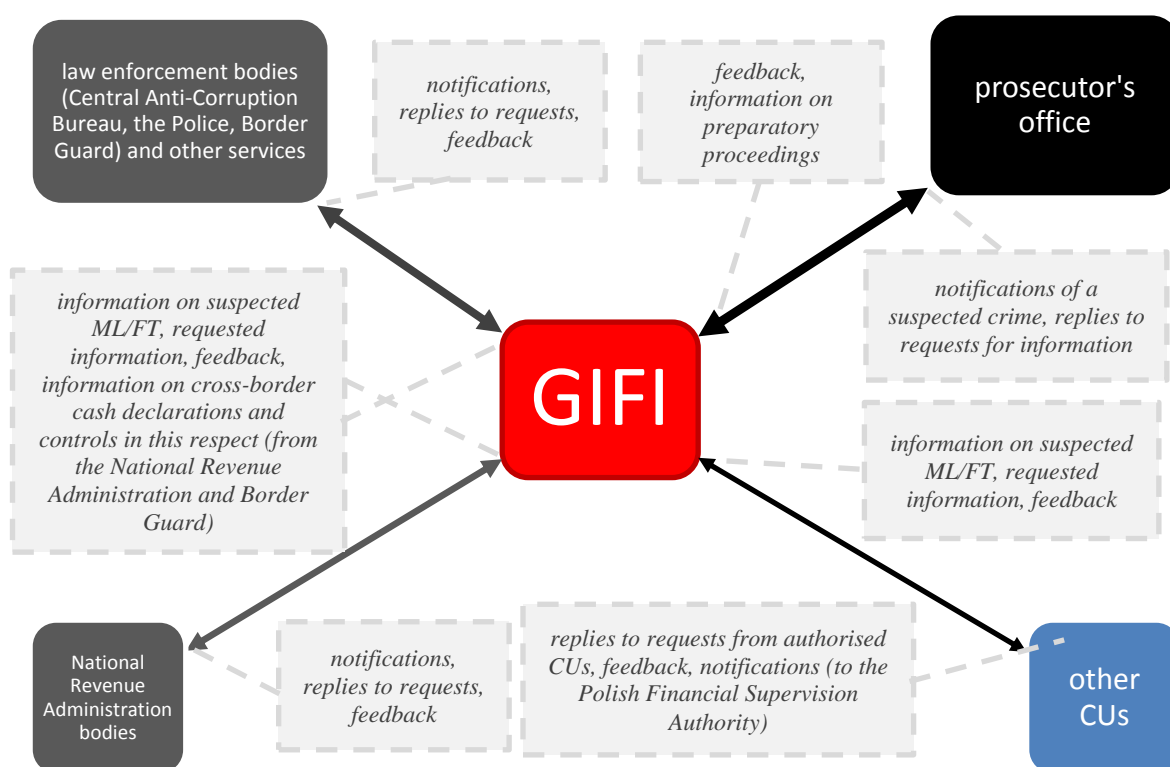 law enforcement bodies
(Central Anti-Corruption
Bureau, the Police, Border
Guard) and other services
notifications,
replies to requests,
feedback
feedback,
information on
preparatory
proceedings
prosecutor's
office
information on suspected
ML/FT, requested
information, feedback,
information on cross-border
cash declarations and
controls in this respect (from
the National Revenue
Administration and Border
Guard)
GIFI
notifications of a
suspected crime, replies to
requests for information
information on suspected
ML/FT, requested
information, feedback
National
Revenue
Administration
bodies
notifications,
replies to requests,
feedback
replies to requests from authorised
CUs, feedback, notifications (to the
Polish Financial Supervision
Authority)
other
CUs